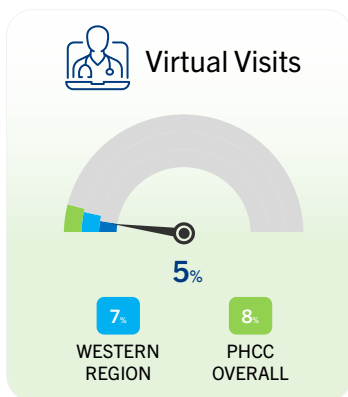 Virtual Visits
5%
7%
8%
WESTERN
REGION
PHCC
OVERALL